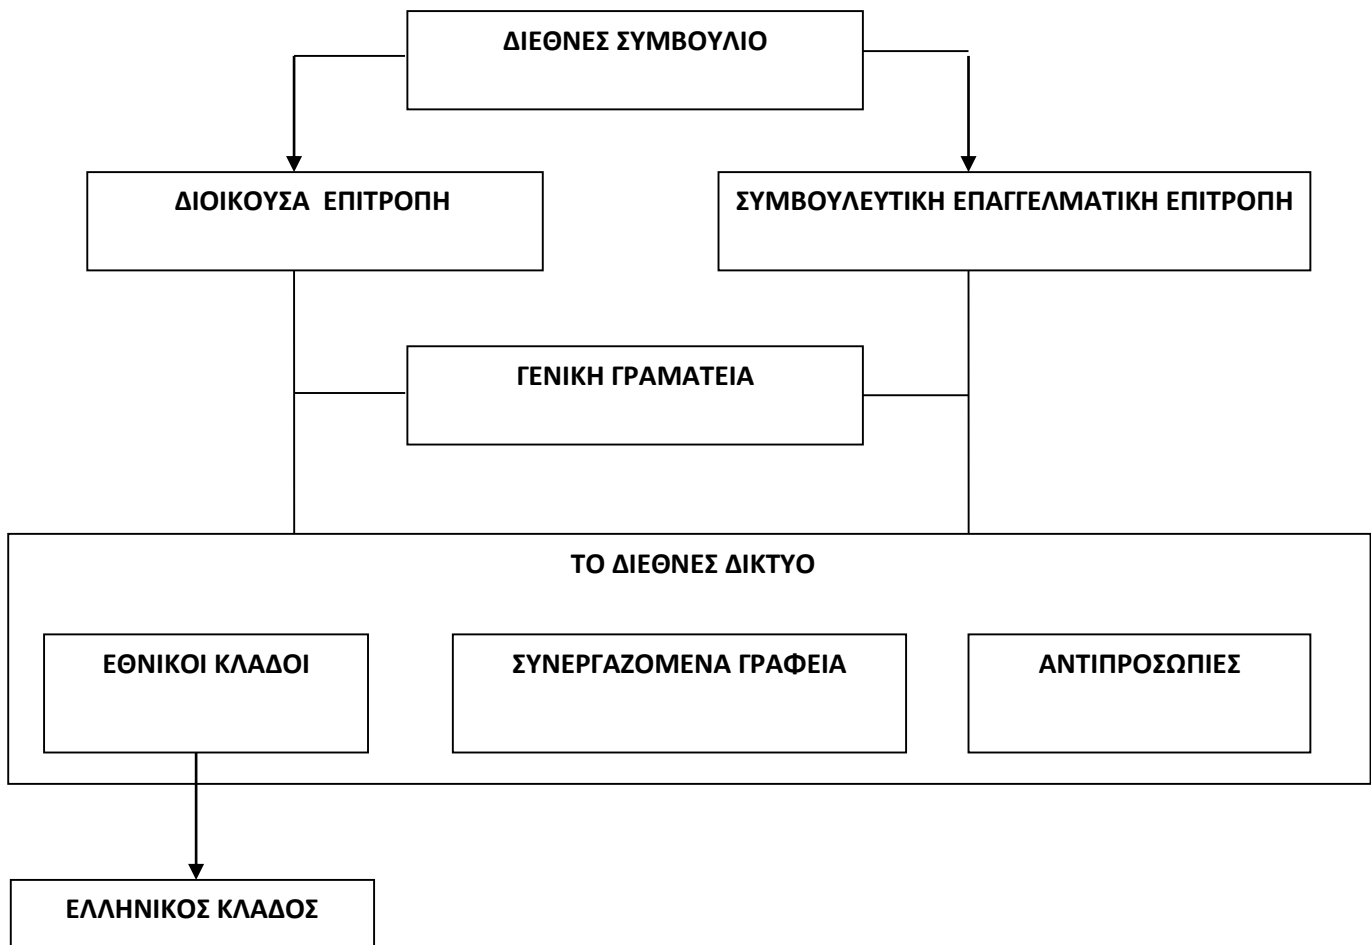 ΔΙΕΘΝΕΣ ΣΥΜΒΟΥΛΙΟ
ΔΙΟΙΚΟΥΣΑ ΕΠΙΤΡΟΠΗ
ΣΥΜΒΟΥΛΕΥΤΙΚΗ ΕΠΑΓΓΕΛΜΑΤΙΚΗ ΕΠΙΤΡΟΠΗ
ΓΕΝΙΚΗ ΓΡΑΜΑΤΕΙΑ
ΤΟ ΔΙΕΘΝΕΣ ΔΙΚΤΥΟ
ΕΘΝΙΚΟΙ ΚΛΑΔΟΙ
ΣΥΝΕΡΓΑΖΟΜΕΝΑ ΓΡΑΦΕΙΑ
ΑΝΤΙΠΡΟΣΩΠΙΕΣ
ΕΛΛΗΝΙΚΟΣ ΚΛΑΔΟΣ